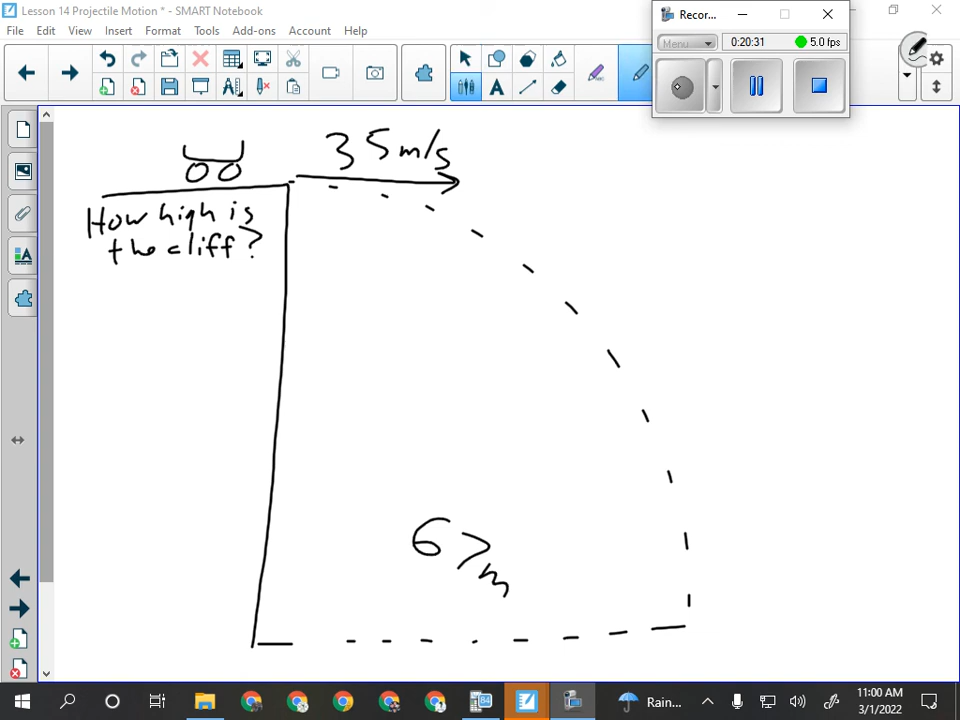 Lesson 14 Projectile Motion * - SMART Notebook
File Edit View Insert Format Tools Add-ons Account Help
Recor...
Menu
0:20:31
5.0 fps
A
35 m/s
How high is
the cliff?
67m
Rain...
11:00 AM
3/1/2022